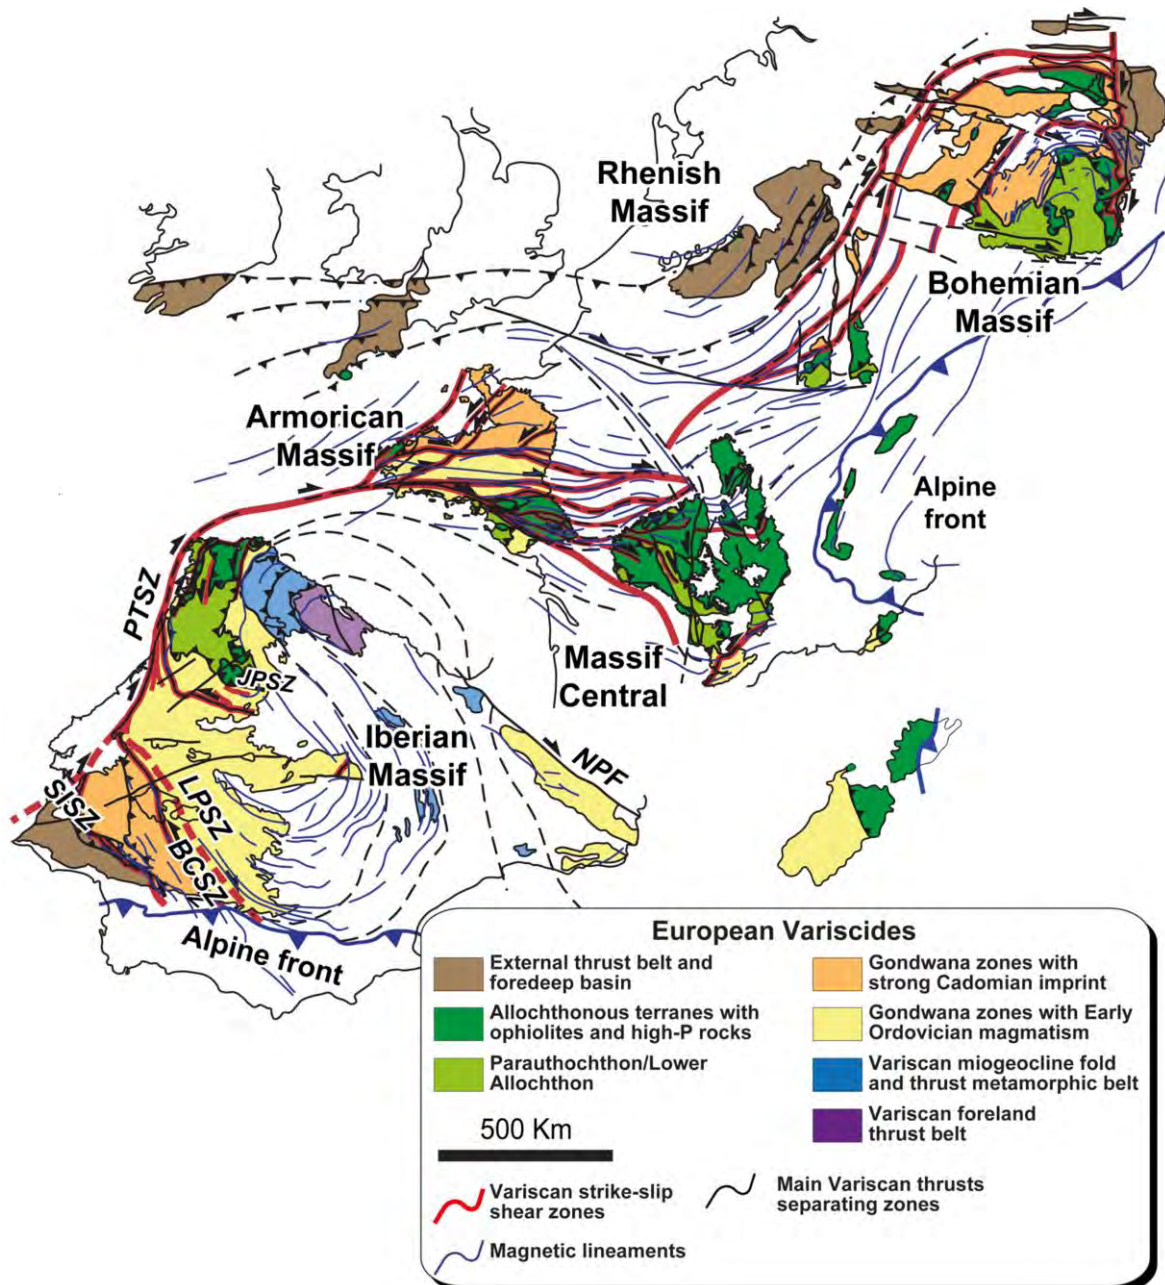 Rhenish
Massif
Bohemian
Massif
Armorican
Massif
Alpine
front
PTSZ
JPSZ
Massif
Central
Iberian
Massif
NPF
SISZ
LPSZ
BCSZ
Alpine front
European Variscides
External thrust belt and
foredeep basin
Allochthonous terranes with
ophiolites and high-P rocks
Parauthochthon/Lower
Allochthon
500 Km
Gondwana zones with
strong Cadomian imprint
Gondwana zones with Early
Ordovician magmatism
Variscan miogeocline fold
and thrust metamorphic belt
Variscan foreland
thrust belt
Variscan strike-slip
shear zones
Main Variscan thrusts
separating zones
Magnetic lineaments